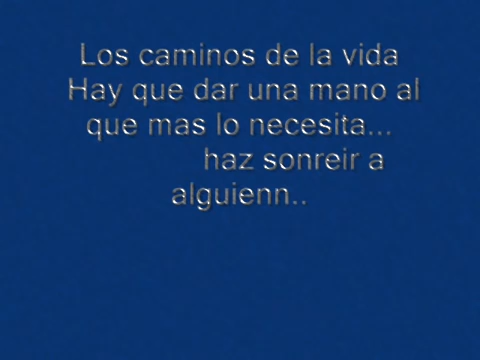 Los caminos de la vida
Hay que dar una mano al
que mas lo necesita...
haz sonreir a
alguienn..